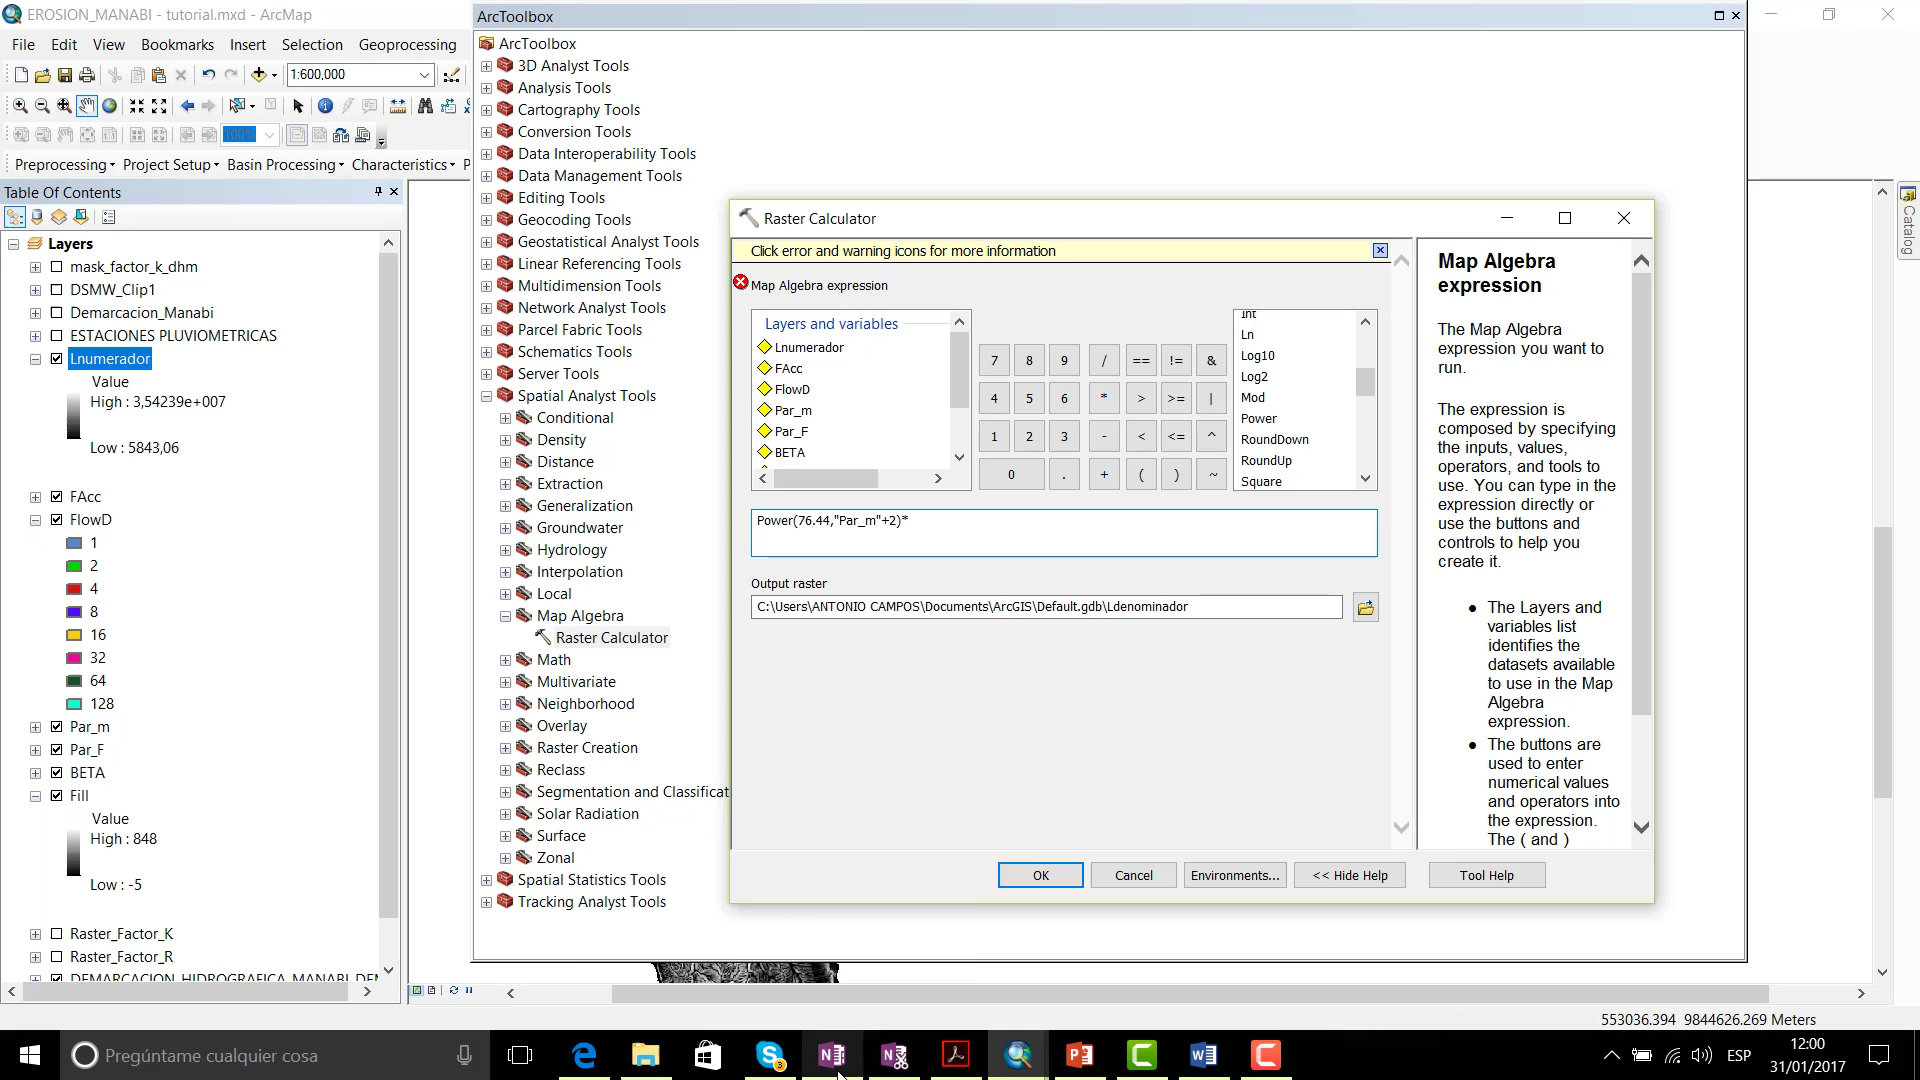 EROSION_MANABI - tutorial.mxd - ArcMap
File Edit View Bookmarks Insert Selection Geoprocessing
1:600,000
100%
Preprocessing Project Setup Basin Processing Characteristics P
Table Of Contents
Layers
mask_factor_k_dhm
DSMW_Clip1
Demarcacion_Manabi
ESTACIONES PLUVIOMETRICAS
Lnumerador
Value
High : 3,54239e+007
Low : 5843,06
FAcc
FlowD
1
2
4
8
16
32
64
128
Par_m
Par_F
BETA
Fill
Value
High : 848
Low : -5
Raster_Factor_K
Raster_Factor_R
DEMARCACION_HIDROGRAFICA_MANABI_DEM
ArcToolbox
ArcToolbox
3D Analyst Tools
Analysis Tools
Cartography Tools
Conversion Tools
Data Interoperability Tools
Data Management Tools
Editing Tools
Geocoding Tools
Geostatistical Analyst Tools
Linear Referencing Tools
Multidimension Tools
Network Analyst Tools
Parcel Fabric Tools
Schematics Tools
Server Tools
Spatial Analyst Tools
Conditional
Density
Distance
Extraction
Generalization
Groundwater
Hydrology
Interpolation
Local
Map Algebra
Raster Calculator
Math
Multivariate
Neighborhood
Overlay
Raster Creation
Reclass
Segmentation and Classificat
Solar Radiation
Surface
Zonal
Spatial Statistics Tools
Tracking Analyst Tools
Raster Calculator
Click error and warning icons for more information
Map Algebra expression
Layers and variables
Lnumerador
FAcc
FlowD
Par_m
Par_F
BETA
7 8 9 / == != &
4 5 6 * > >= |
1 2 3 - < <= ^
0 . + ( ) ~
Int
Ln
Log10
Log2
Mod
Power
RoundDown
RoundUp
Square
Power(76.44,"Par_m"+2)*
Output raster
C:\Users\ANTONIO CAMPOS\Documents\ArcGIS\Default.gdb\Ldenominador
OK Cancel Environments... << Hide Help Tool Help
Map Algebra
expression
The Map Algebra
expression you want to
run.
The expression is
composed by specifying
the inputs, values,
operators, and tools to
use. You can type in the
expression directly or
use the buttons and
controls to help you
create it.
● The Layers and
variables list
identifies the
datasets available
to use in the Map
Algebra
expression.
● The buttons are
used to enter
numerical values
and operators into
the expression.
The ( and )
Catalog
553036.394 9844626.269 Meters
Pregúntame cualquier cosa
3
ESP
12:00
31/01/2017